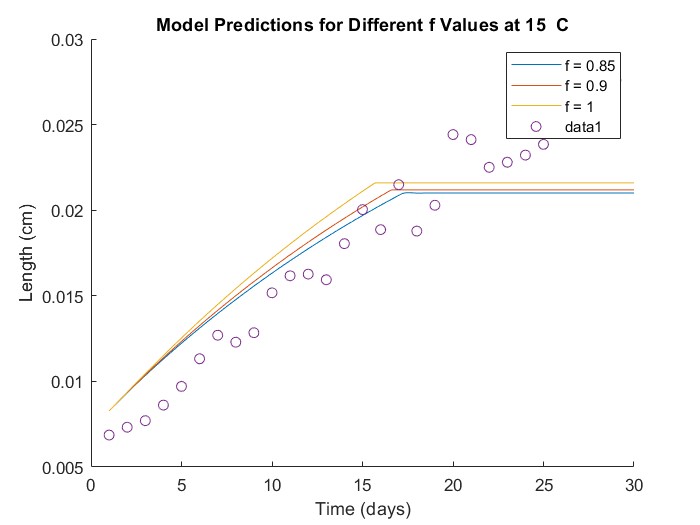 Model Predictions for Different f Values at 15  C
0.03
0.025
0.02
0.015
0.01
0.005
Length (cm)
f = 0.85
f = 0.9
f = 1
data1
0 5 10 15 20 25 30
Time (days)